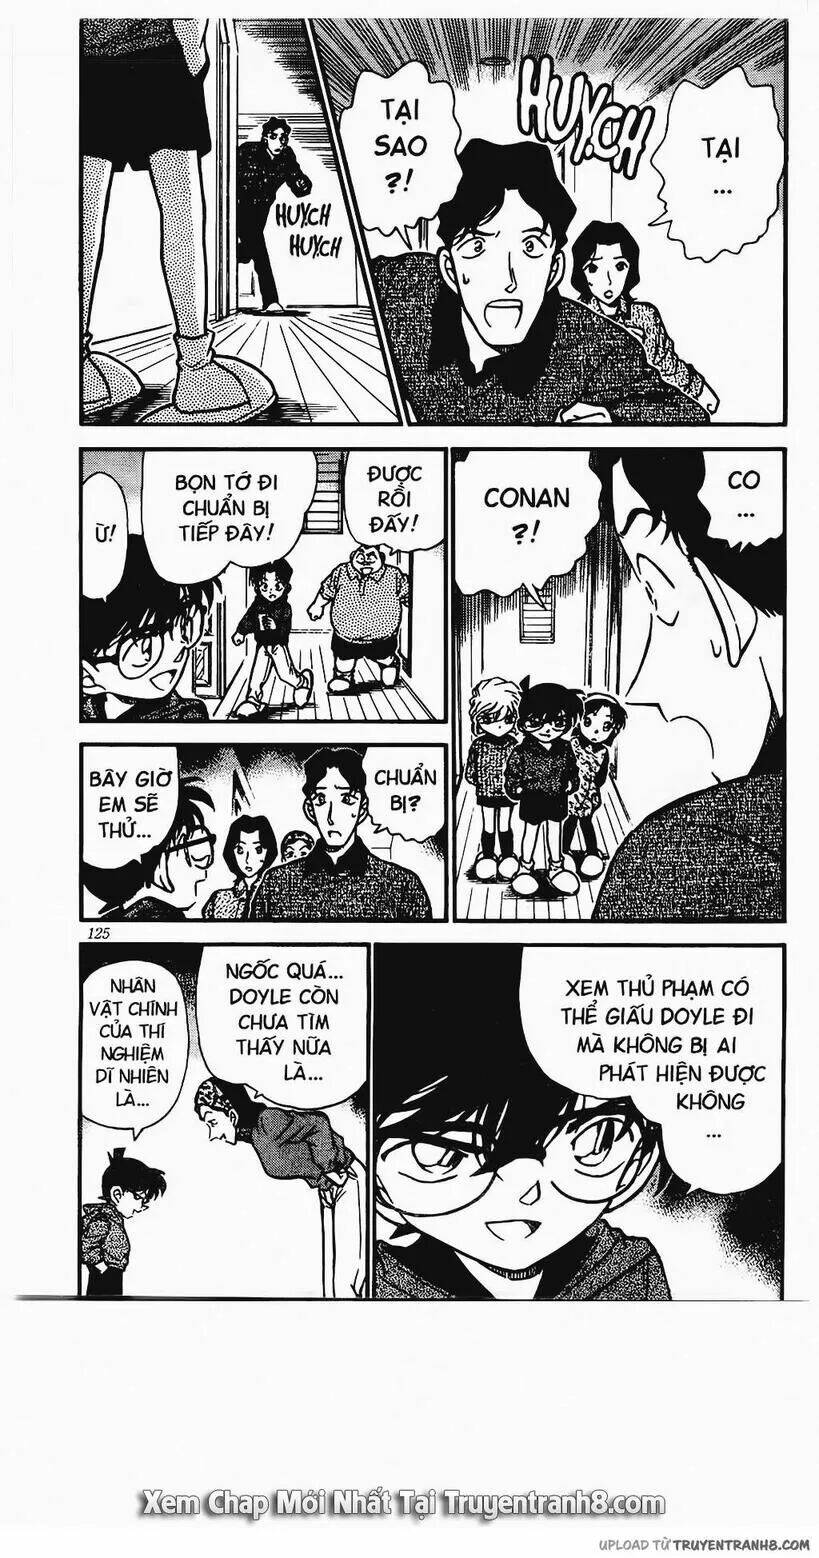 TẠI
...
TẠI
SAO
?!
HUỴCH
HUỴCH
HUỴCH
CO
...
CONAN
?!
ĐƯỢC
RỒI
ĐẤY!
BỌN TỚ ĐI
CHUẨN BỊ
TIẾP ĐÂY!
Ừ!
CHUẨN
BỊ?
BÂY GIỜ
EM SẼ
THỬ...
125
XEM THỦ PHẠM CÓ
THỂ GIẤU DOYLE ĐI
MÀ KHÔNG BỊ AI
PHÁT HIỆN ĐƯỢC
KHÔNG
...
NGỐC QUÁ...
DOYLE CÒN
CHƯA TÌM
THẤY NỮA
LÀ...
NHÂN
VẬT CHÍNH
CỦA THÍ
NGHIỆM
DĨ NHIÊN
LÀ...
Xem Chap Mới Nhất Tại Truyentranh8.com
UPLOAD TỪ TRUYENTRANH8.COM